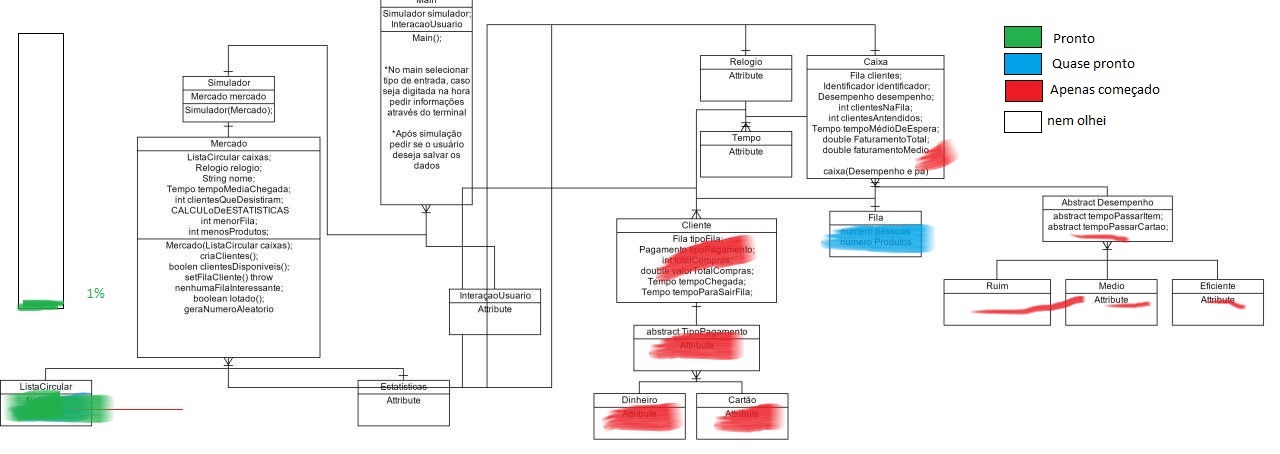 Main
Simulador simulador;
InteracaoUsuario
Main();
*No main selecionar
tipo de entrada, caso
seja digitada na hora
pedir informações
através do terminal
*Após simulação
pedir se o usuário
deseja salvar os
dados
Simulador
Mercado mercado
Simulador(Mercado);
Mercado
ListaCircular caixas;
Relogio relogio;
String nome;
Tempo tempoMediaChegada;
int clientesQueDesistiram;
CALCULoDeESTATISTICAS
int menorFila;
int menosProdutos;
Mercado(ListaCircular caixas);
criaClientes();
boolen clientesDisponiveis();
setFilaCliente() throw
nenhumaFilaInteressante;
boolean lotado();
geraNumeroAleatorio
1%
ListaCircular
Estatisticas
Attribute
InteraçaoUsuario
Attribute
Relogio
Attribute
Tempo
Attribute
Caixa
Fila clientes;
Identificador identificador;
Desempenho desempenho;
int clientesNaFila;
int clientesAntendidos;
Tempo tempoMédioDeEspera;
double FaturamentoTotal;
double faturamentoMedio
caixa(Desempenho e pa)
Cliente
Fila tipoFila;
Pagamento tipoPagamento;
int totalCompras;
double valorTotalCompras;
Tempo tempoChegada;
Tempo tempoParaSairFila;
Fila
numero pessoas
numero Produtos
abstract TipoPagamento
Attribute
Dinheiro
Attribute
Cartão
Attribute
Abstract Desempenho
abstract tempoPassarItem;
abstract tempoPassarCartao;
Ruim
Medio
Attribute
Eficiente
Attribute
Pronto
Quase pronto
Apenas começado
nem olhei